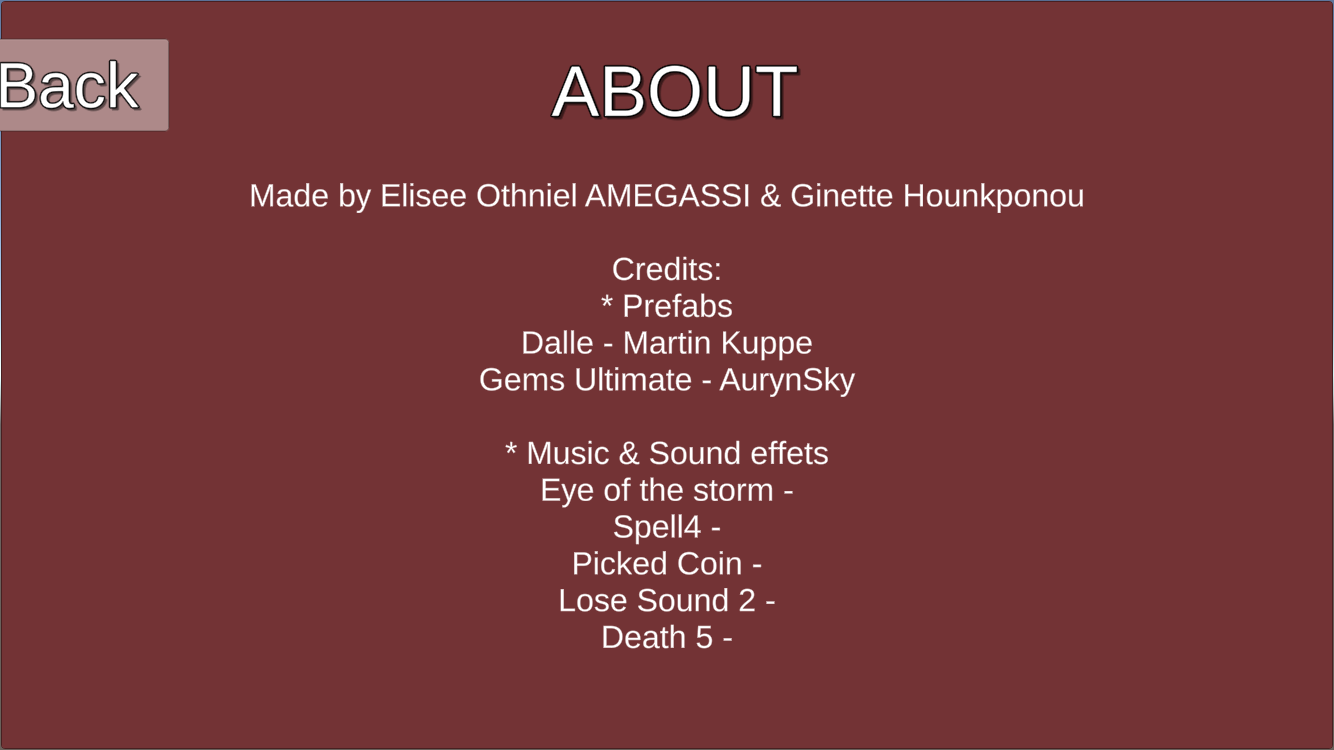 Back
ABOUT
Made by Elisee Othniel AMEGASSI & Ginette Hounkponou
Credits:
* Prefabs
Dalle - Martin Kuppe
Gems Ultimate - AurynSky
* Music & Sound effets
Eye of the storm -
Spell4 -
Picked Coin -
Lose Sound 2 -
Death 5 -